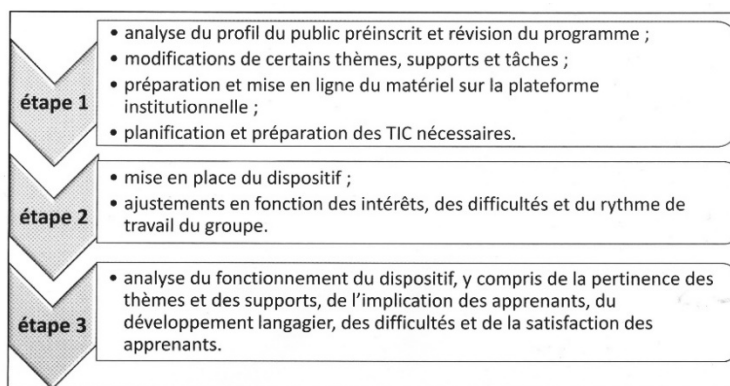 étape 1
• analyse du profil du public préinscrit et révision du programme ;
• modifications de certains thèmes, supports et tâches ;
• préparation et mise en ligne du matériel sur la plateforme
institutionnelle ;
• planification et préparation des TIC nécessaires.
étape 2
• mise en place du dispositif ;
• ajustements en fonction des intérêts, des difficultés et du rythme de
travail du groupe.
étape 3
• analyse du fonctionnement du dispositif, y compris de la pertinence des
thèmes et des supports, de l'implication des apprenants, du
développement langagier, des difficultés et de la satisfaction des
apprenants.